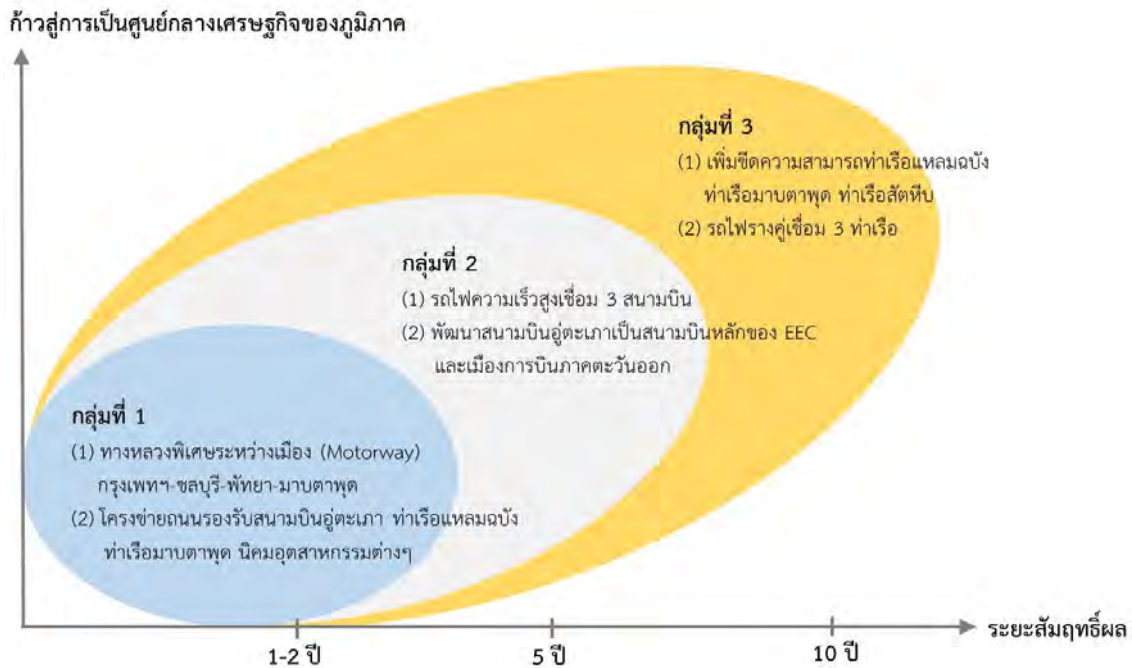 ก้าวสู่การเป็นศูนย์กลางเศรษฐกิจของภูมิภาค
กลุ่มที่ 3
(1) เพิ่มขีดความสามารถท่าเรือแหลมฉบัง
ท่าเรือมาบตาพุด ท่าเรือสัตหีบ
(2) รถไฟรางคู่เชื่อม 3 ท่าเรือ
กลุ่มที่ 2
(1) รถไฟความเร็วสูงเชื่อม 3 สนามบิน
(2) พัฒนาสนามบินอู่ตะเภาเป็นสนามบินหลักของ EEC
และเมืองการบินภาคตะวันออก
กลุ่มที่ 1
(1) ทางหลวงพิเศษระหว่างเมือง (Motorway)
กรุงเพทฯ-ชลบุรี-พัทยา-มาบตาพุด
(2) โครงข่ายถนนรองรับสนามบินอู่ตะเภา ท่าเรือแหลมฉบัง
ท่าเรือมาบตาพุด นิคมอุตสาหกรรมต่างๆ
ระยะสัมฤทธิ์ผล
1-2 ปี
5 ปี
10 ปี